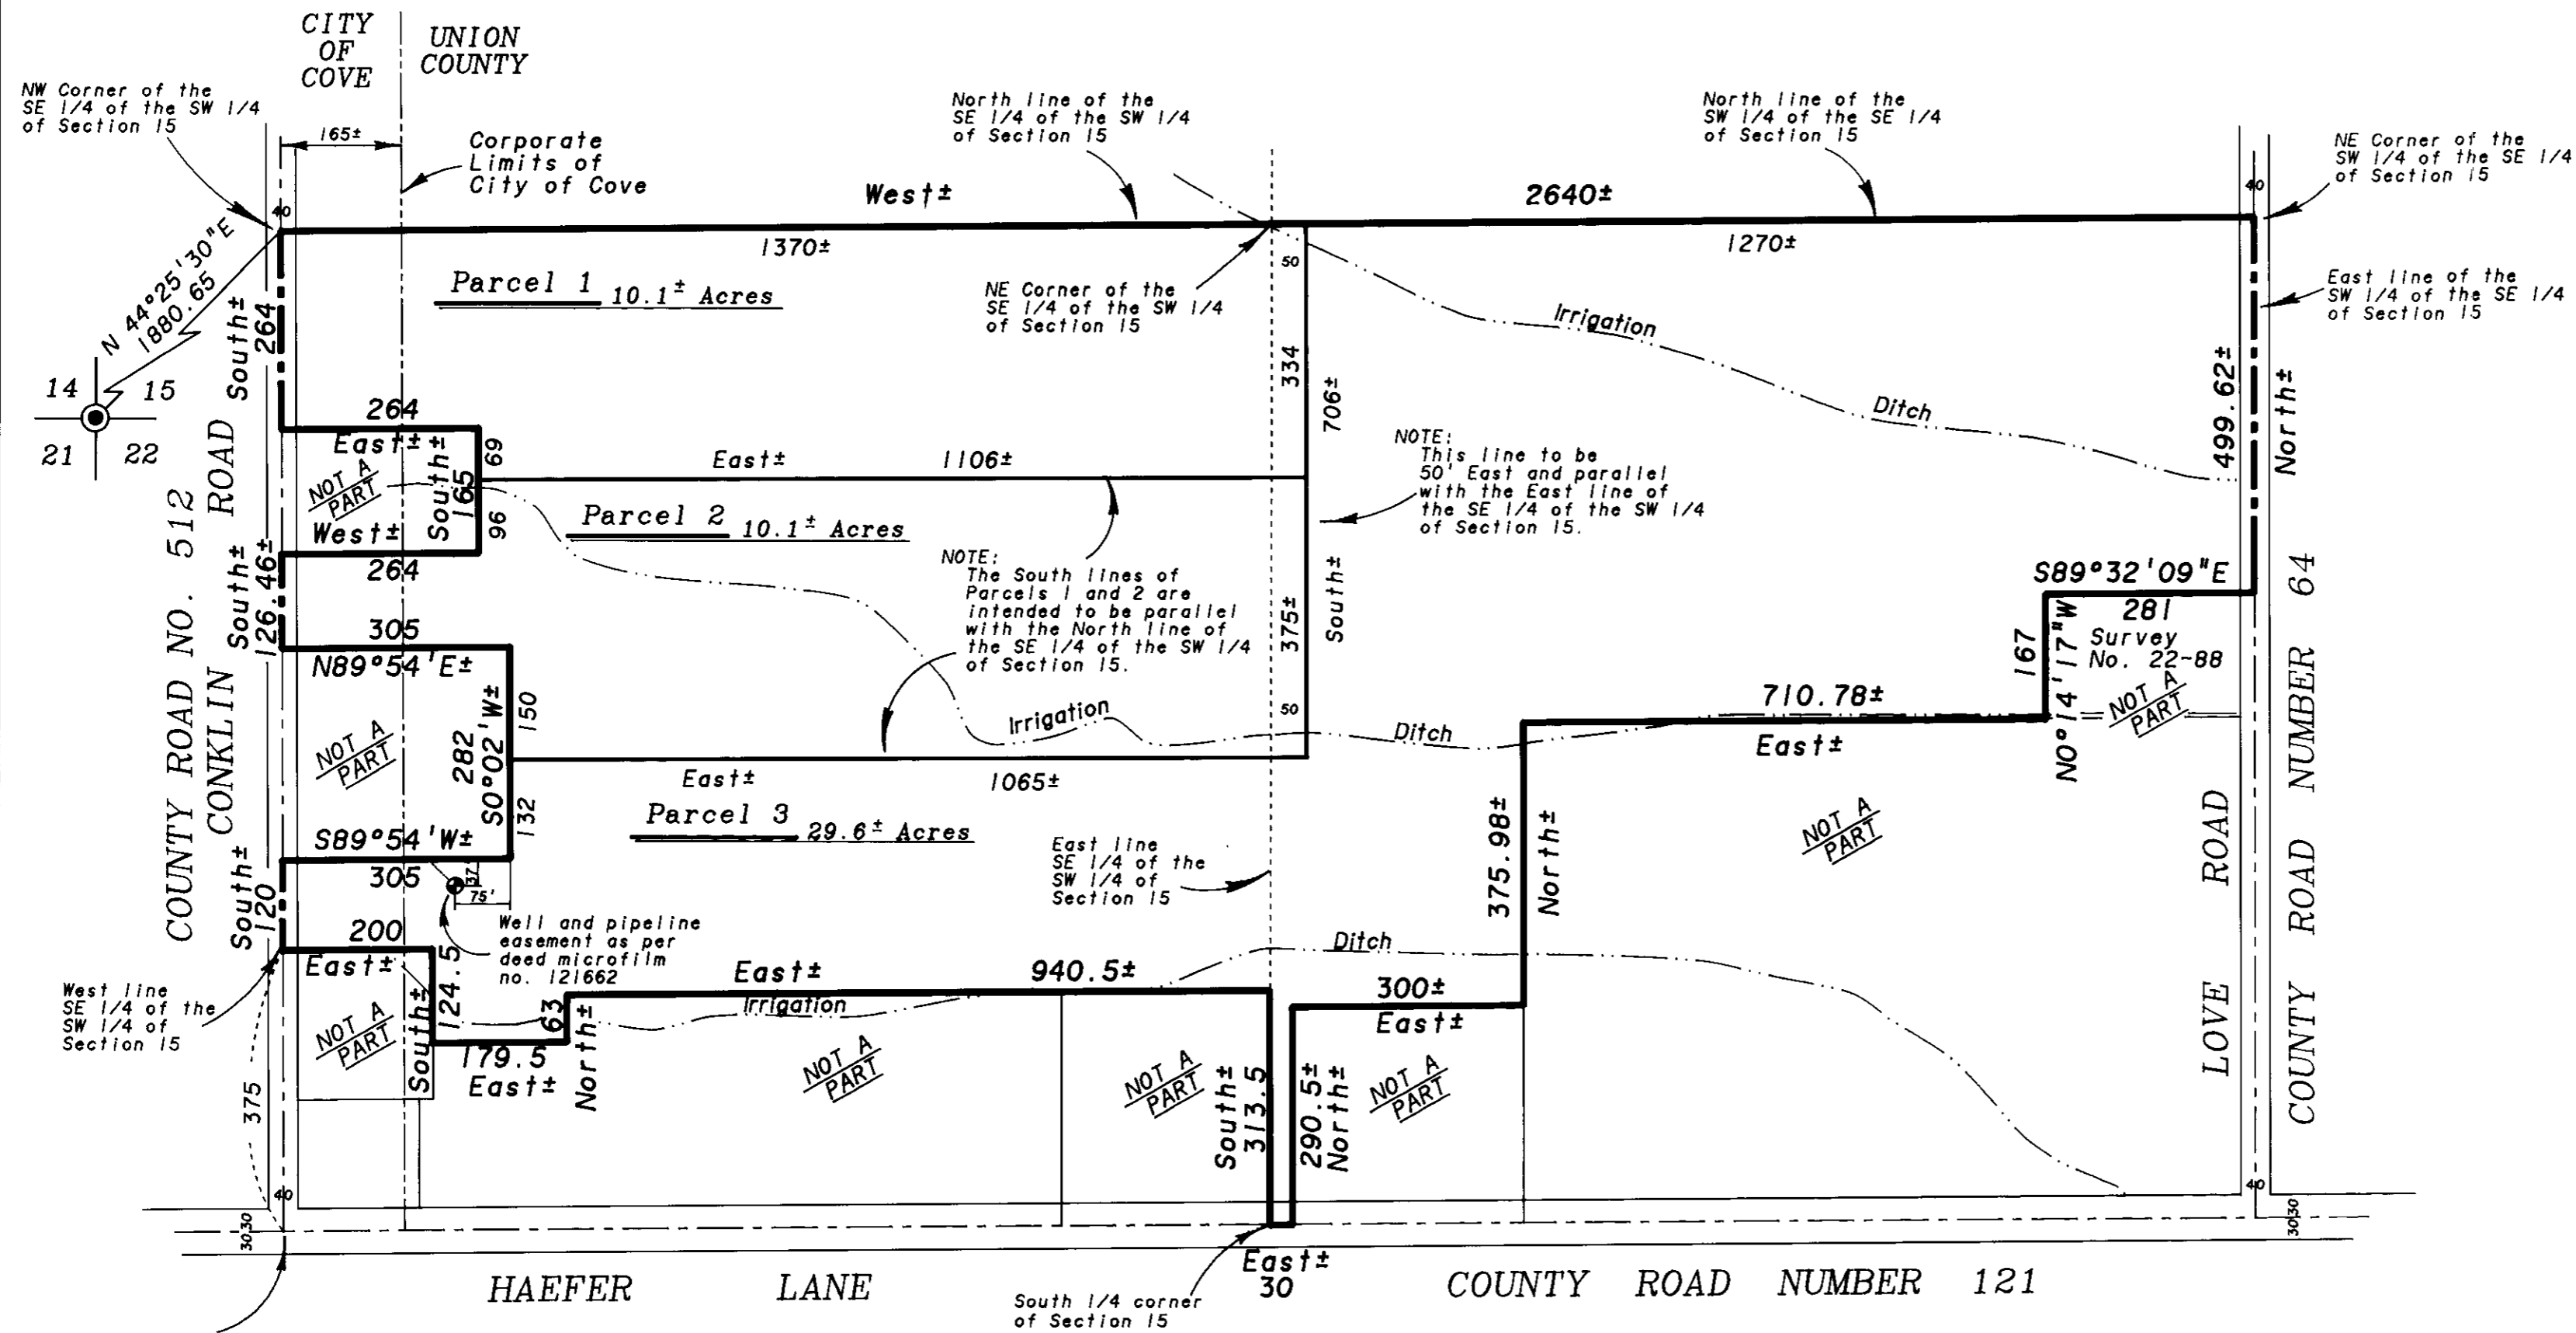 CITY
OF
COVE
UNION
COUNTY
NW Corner of the
SE 1/4 of the SW 1/4
of Section 15
165±
Corporate
Limits of
City of Cove
North line of the
SE 1/4 of the SW 1/4
of Section 15
North line of the
SW 1/4 of the SE 1/4
of Section 15
NE Corner of the
SW 1/4 of the SE 1/4
of Section 15
40
40
West±
2640±
1370±
1270±
N 44°25'30"E
1880.65
14 15
21 22
South±
264
Parcel 1 10.1± Acres
NE Corner of the
SE 1/4 of the SW 1/4
of Section 15
50
334
706±
Irrigation
Ditch
East line of the
SW 1/4 of the SE 1/4
of Section 15
499.62±
North±
264
East±
NOT A
PART
South±
165
69
96
West±
264
East± 1106±
Parcel 2 10.1± Acres
NOTE:
The South lines of
Parcels 1 and 2 are
intended to be parallel
with the North line of
the SE 1/4 of the SW 1/4
of Section 15.
NOTE:
This line to be
50' East and parallel
with the East line of
the SE 1/4 of the SW 1/4
of Section 15.
375±
South±
50
COUNTY ROAD NO. 512
CONKLIN ROAD
South±
126.46±
305
N89°54'E±
NOT A
PART
282
S0°02'W±
150
132
S89°54'W±
305
Irrigation
Ditch
East± 1065±
Parcel 3 29.6± Acres
S89°32'09"E
281
Survey
No. 22-88
167
N0°14'17"W
NOT A
PART
710.78±
East±
375.98±
North±
NOT A
PART
LOVE ROAD
COUNTY ROAD NUMBER 64
East line
SE 1/4 of the
SW 1/4 of
Section 15
South±
120
37'
75'
Well and pipeline
easement as per
deed microfilm
no. 121662
200
East±
South±
124.5
NOT A
PART
179.5
East±
63
North±
East± 940.5±
Irrigation
Ditch
300±
East±
West line
SE 1/4 of the
SW 1/4 of
Section 15
375
NOT A
PART
NOT A
PART
South±
313.5
290.5±
North±
NOT A
PART
40
40
30 30
30 30
East±
30
South 1/4 corner
of Section 15
HAEFER LANE COUNTY ROAD NUMBER 121